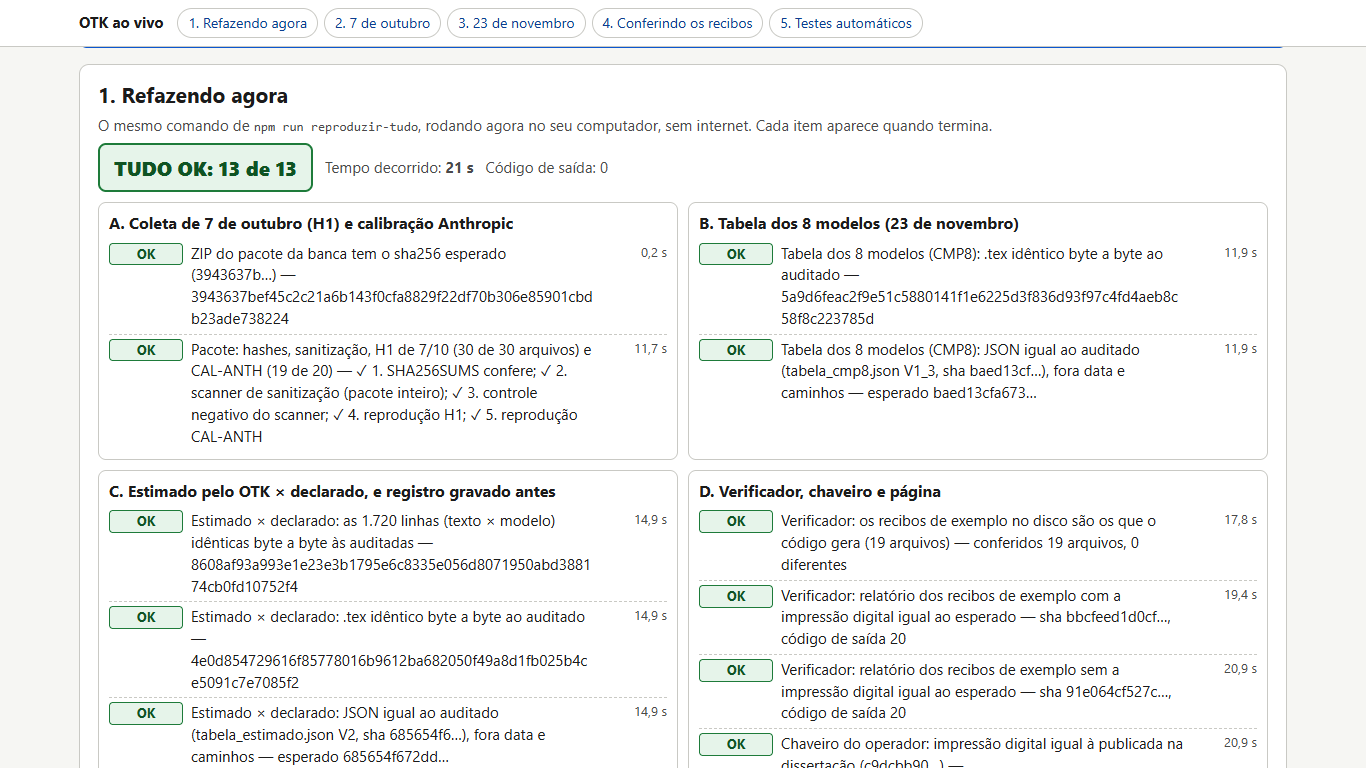 OTK ao vivo
1. Refazendo agora
2. 7 de outubro
3. 23 de novembro
4. Conferindo os recibos
5. Testes automáticos
1. Refazendo agora
O mesmo comando de npm run reproduzir-tudo, rodando agora no seu computador, sem internet. Cada item aparece quando termina.
TUDO OK: 13 de 13
Tempo decorrido: 21 s Código de saída: 0
A. Coleta de 7 de outubro (H1) e calibração Anthropic
OK
ZIP do pacote da banca tem o sha256 esperado
0,2 s
(3943637b...) —
3943637bef45c2c21a6b143f0cfa8829f22df70b306e85901cbd
b23ade738224
OK
Pacote: hashes, sanitização, H1 de 7/10 (30 de 30 arquivos) e
11,7 s
CAL-ANTH (19 de 20) — ✓ 1. SHA256SUMS confere; ✓ 2.
scanner de sanitização (pacote inteiro); ✓ 3. controle
negativo do scanner; ✓ 4. reprodução H1; ✓ 5. reprodução
CAL-ANTH
B. Tabela dos 8 modelos (23 de novembro)
OK
Tabela dos 8 modelos (CMP8): .tex idêntico byte a byte ao
11,9 s
auditado —
5a9d6feac2f9e51c5880141f1e6225d3f836d93f97c4fd4aeb8c
58f8c223785d
OK
Tabela dos 8 modelos (CMP8): JSON igual ao auditado
11,9 s
(tabela_cmp8.json V1_3, sha baed13cf...), fora data e
caminhos — esperado baed13cfa673...
C. Estimado pelo OTK × declarado, e registro gravado antes
OK
Estimado × declarado: as 1.720 linhas (texto × modelo)
14,9 s
idênticas byte a byte às auditadas —
8608af93a993e1e23e3b1795e6c8335e056d8071950abd3881
74cb0fd10752f4
OK
Estimado × declarado: .tex idêntico byte a byte ao auditado
14,9 s
—
4e0d854729616f85778016b9612ba682050f49a8d1fb025b4c
e5091c7e7085f2
OK
Estimado × declarado: JSON igual ao auditado
14,9 s
(tabela_estimado.json V2, sha 685654f6...), fora data e
caminhos — esperado 685654f672dd...
D. Verificador, chaveiro e página
OK
Verificador: os recibos de exemplo no disco são os que o
17,8 s
código gera (19 arquivos) — conferidos 19 arquivos, 0
diferentes
OK
Verificador: relatório dos recibos de exemplo com a
19,4 s
impressão digital igual ao esperado — sha bbcfeed1d0cf...,
código de saída 20
OK
Verificador: relatório dos recibos de exemplo sem a
20,9 s
impressão digital igual ao esperado — sha 91e064cf527c...,
código de saída 20
OK
Chaveiro do operador: impressão digital igual à publicada na
20,9 s
dissertação (c9dcbb90...) —